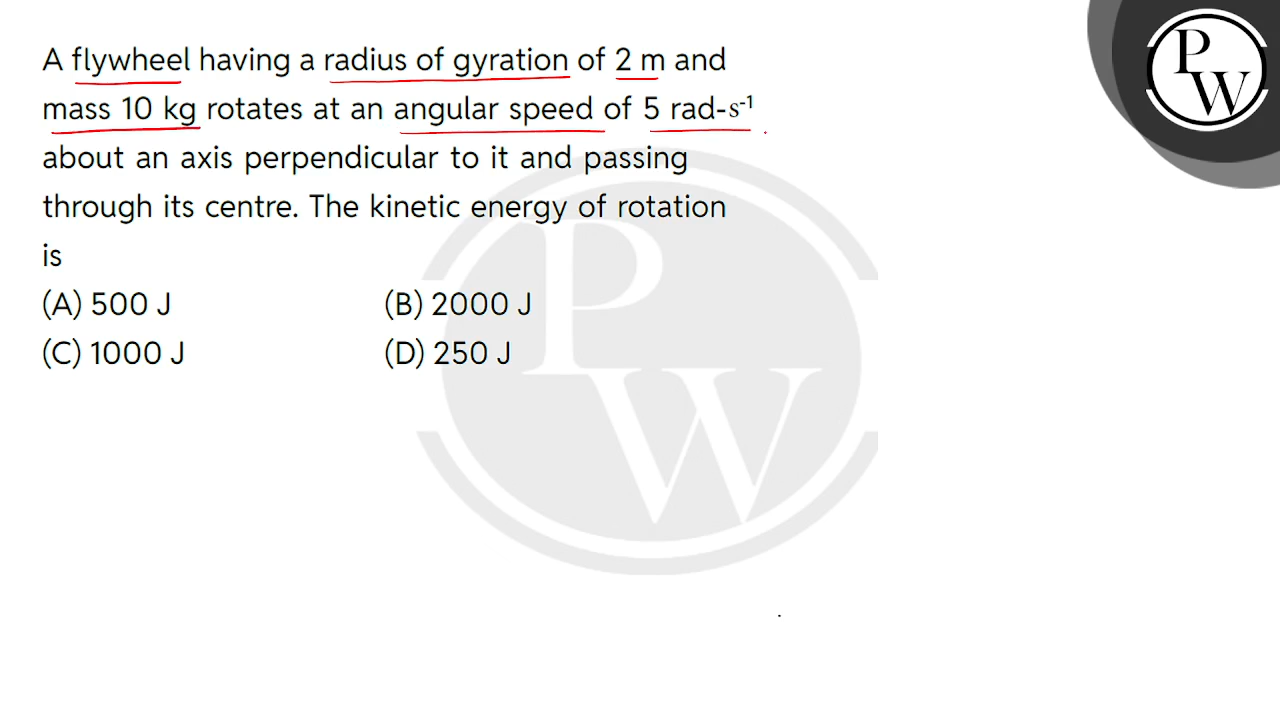 A flywheel having a radius of gyration of 2 m and
mass 10 kg rotates at an angular speed of 5 rad-s⁻¹
about an axis perpendicular to it and passing
through its centre. The kinetic energy of rotation
is
(A) 500 J (B) 2000 J
(C) 1000 J (D) 250 J
PW
PW